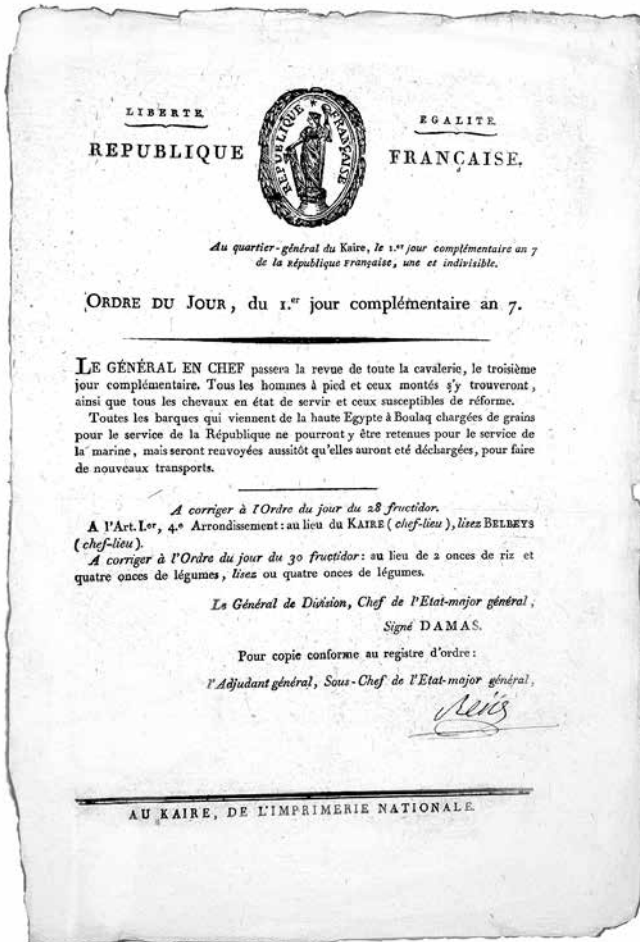 LIBERTE.
EGALITE.
REPUBLIQUE FRANÇAISE
REPUBLIQUE FRANÇAISE.
Au quartier-général du Kaire, le 1.er jour complémentaire an 7
de la République Française, une et indivisible.
ORDRE DU JOUR, du 1.er jour complémentaire an 7.
LE GÉNÉRAL EN CHEF passera la revue de toute la cavalerie, le troisième
jour complémentaire. Tous les hommes à pied et ceux montés s'y trouveront,
ainsi que tous les chevaux en état de servir et ceux susceptibles de réforme.
Toutes les barques qui viennent de la haute Egypte à Boulaq chargées de grains
pour le service de la République ne pourront y être retenues pour le service de
la marine, mais seront renvoyées aussitôt qu'elles auront eté déchargées, pour faire
de nouveaux transports.
A corriger à l'Ordre du jour du 28 fructidor.
A l'Art. I.er, 4.e Arrondissement : au lieu du KAIRE (chef-lieu), lisez BELBEYS
(chef-lieu).
A corriger à l'Ordre du jour du 30 fructidor : au lieu de 2 onces de riz et
quatre onces de légumes, lisez ou quatre onces de légumes.
Le Général de Division, Chef de l'Etat-major général,
Signé DAMAS.
Pour copie conforme au registre d'ordre :
l'Adjudant général, Sous-Chef de l'Etat-major général,
AU KAIRE, DE L'IMPRIMERIE NATIONALE.